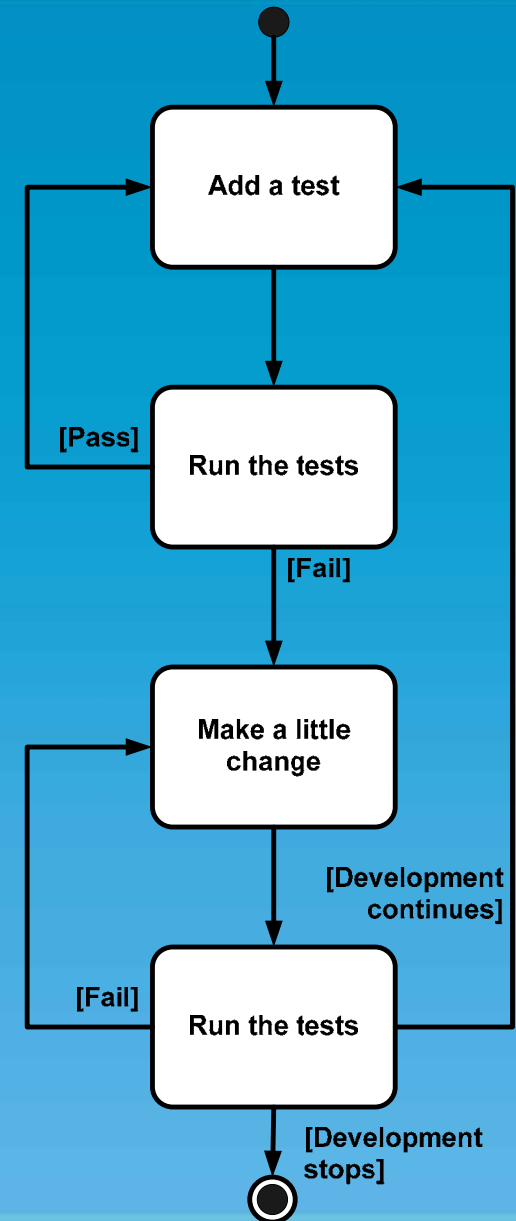 Add a test
[Pass]
Run the tests
[Fail]
Make a little
change
[Development
continues]
[Fail]
Run the tests
[Development
stops]